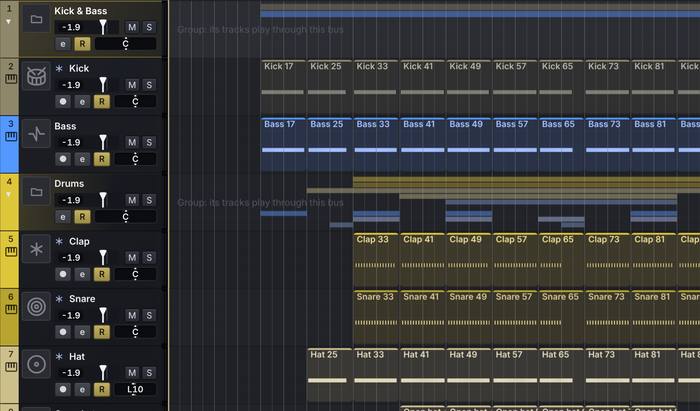 1
Kick & Bass
-1.9 M S
e R C
Group: its tracks play through this bus
2
Kick
-1.9 M S
e R C
Kick 17 Kick 25 Kick 33 Kick 41 Kick 49 Kick 57 Kick 65 Kick 73 Kick 81 Kick
3
Bass
-1.9 M S
e R C
Bass 17 Bass 25 Bass 33 Bass 41 Bass 49 Bass 57 Bass 65 Bass 73 Bass 81 Bass
4
Drums
-1.9 M S
e R C
Group: its tracks play through this bus
5
Clap
-1.9 M S
e R C
Clap 33 Clap 41 Clap 49 Clap 57 Clap 65 Clap 73 Clap 81 Clap
6
Snare
-1.9 M S
e R C
Snare 33 Snare 41 Snare 49 Snare 57 Snare 65 Snare 73 Snare 81 Snar
7
Hat
-1.9 M S
e R L10
Hat 25 Hat 33 Hat 41 Hat 49 Hat 57 Hat 65 Hat 73 Hat 81 Hat